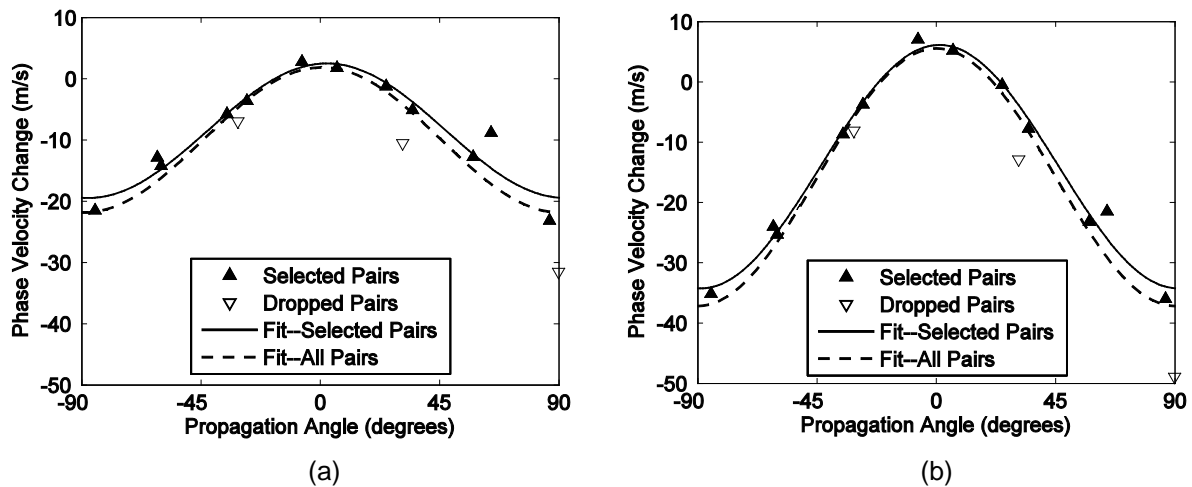 Phase Velocity Change (m/s)
10
0
-10
-20
-30
-40
-50
-90
-45
0
45
90
Propagation Angle (degrees)
Selected Pairs
Dropped Pairs
Fit--Selected Pairs
Fit--All Pairs
(a)
Phase Velocity Change (m/s)
10
0
-10
-20
-30
-40
-50
-90
-45
0
45
90
Propagation Angle (degrees)
Selected Pairs
Dropped Pairs
Fit--Selected Pairs
Fit--All Pairs
(b)